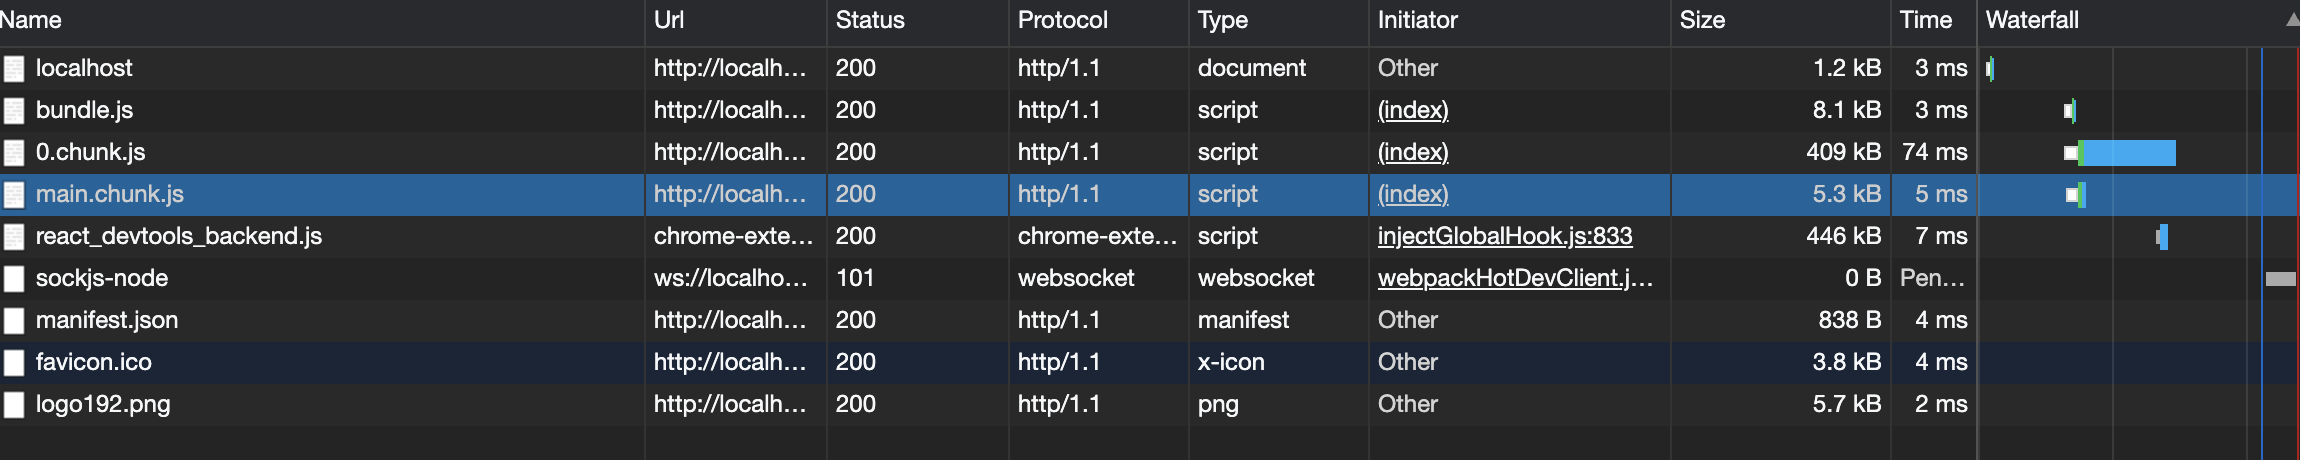 Name Url Status Protocol Type Initiator Size Time Waterfall
localhost http://localh... 200 http/1.1 document Other 1.2 kB 3 ms
bundle.js http://localh... 200 http/1.1 script (index) 8.1 kB 3 ms
0.chunk.js http://localh... 200 http/1.1 script (index) 409 kB 74 ms
main.chunk.js http://localh... 200 http/1.1 script (index) 5.3 kB 5 ms
react_devtools_backend.js chrome-exte... 200 chrome-exte... script injectGlobalHook.js:833 446 kB 7 ms
sockjs-node ws://localho... 101 websocket websocket webpackHotDevClient.j... 0 B Pen...
manifest.json http://localh... 200 http/1.1 manifest Other 838 B 4 ms
favicon.ico http://localh... 200 http/1.1 x-icon Other 3.8 kB 4 ms
logo192.png http://localh... 200 http/1.1 png Other 5.7 kB 2 ms